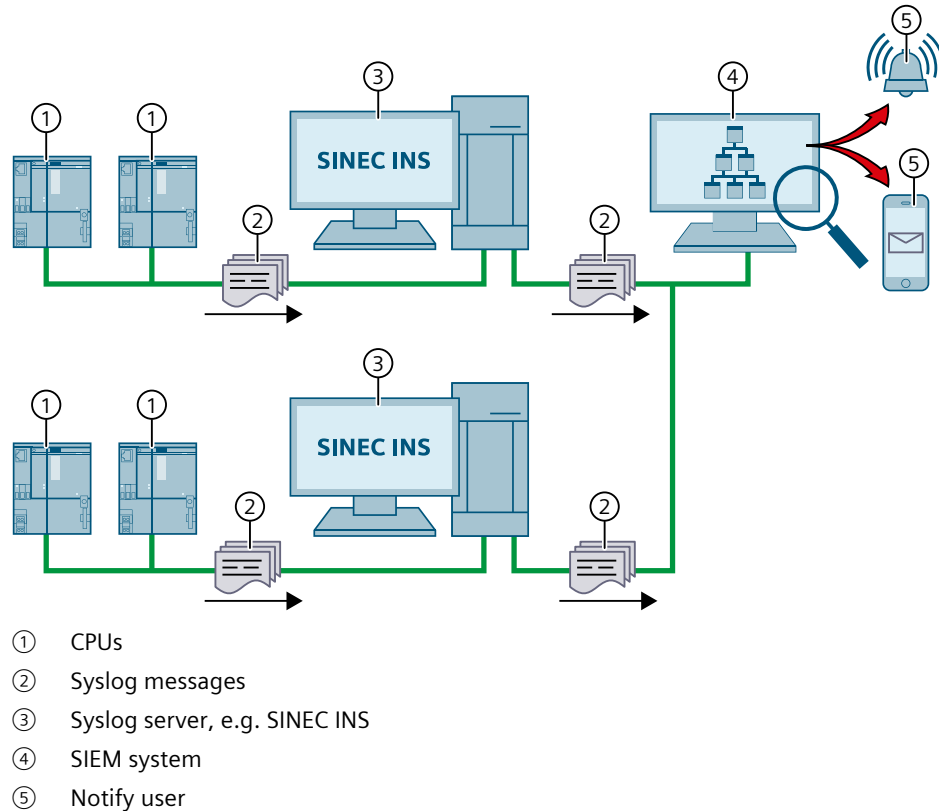 ⑤
③
④
①
①
SINEC INS
⑤
②
②
③
①
①
SINEC INS
②
②
① CPUs
② Syslog messages
③ Syslog server, e.g. SINEC INS
④ SIEM system
⑤ Notify user